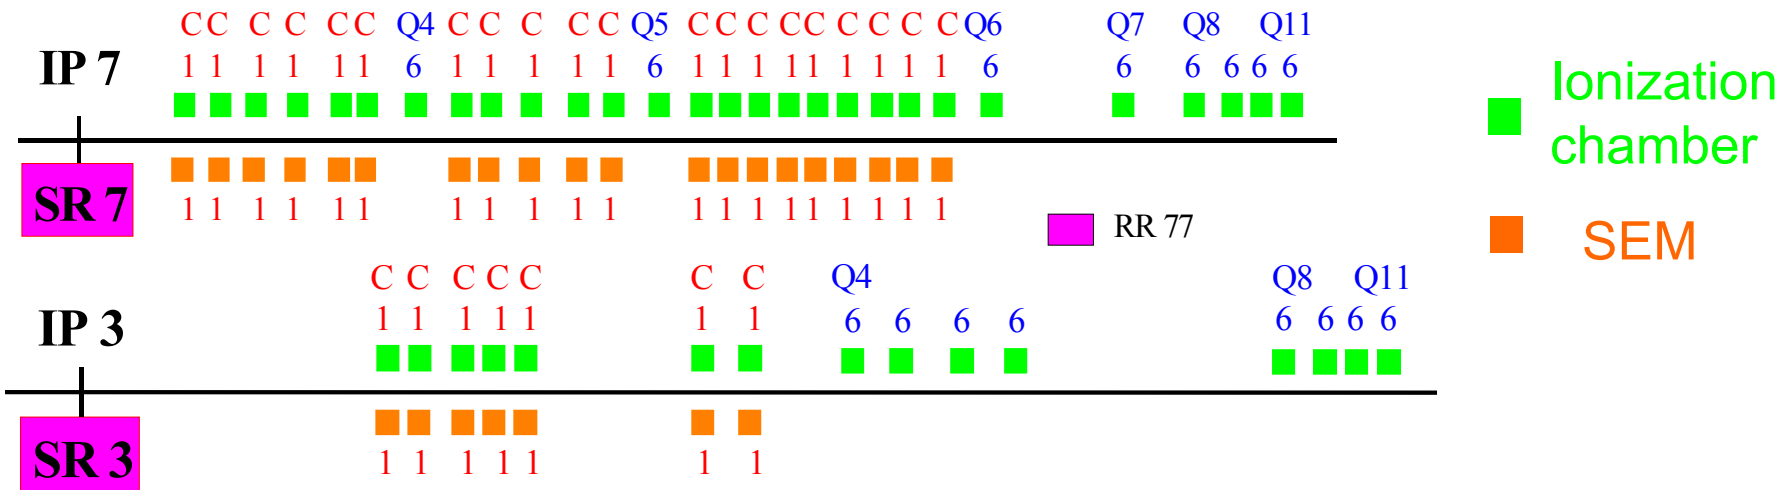 CC C C CC Q4 C C C C C Q5 C C C C C C C C C Q6 Q7 Q8 Q11
IP 7
1 1 1 1 1 1 6 1 1 1 1 1 6 1 1 1 1 1 1 1 1 1 6 6 6 6 6 6
Ionization
chamber
SR 7
1 1 1 1 1 1 1 1 1 1 1 1 1 1 1 1 1 1 1 1
RR 77
SEM
C C C C C C C Q4 Q8 Q11
IP 3
1 1 1 1 1 1 1 6 6 6 6 6 6 6 6
SR 3
1 1 1 1 1 1 1